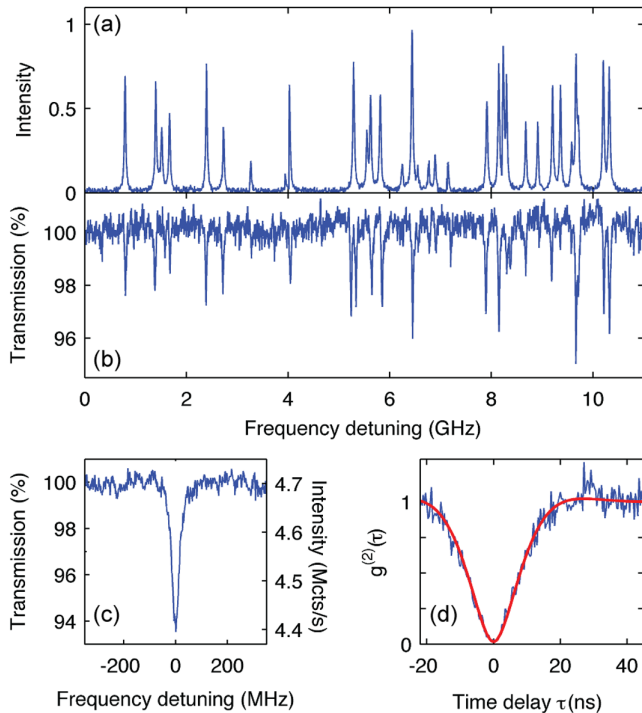 (a)
1
0.5
0
Intensity
100
98
96
Transmission (%)
(b)
0 2 4 6 8 10
Frequency detuning (GHz)
100
98
96
94
Transmission (%)
4.7
4.6
4.5
4.4
Intensity (Mcts/s)
(c)
-200 0 200
Frequency detuning (MHz)
1
0
g(2)(τ)
(d)
-20 0 20 40
Time delay τ(ns)